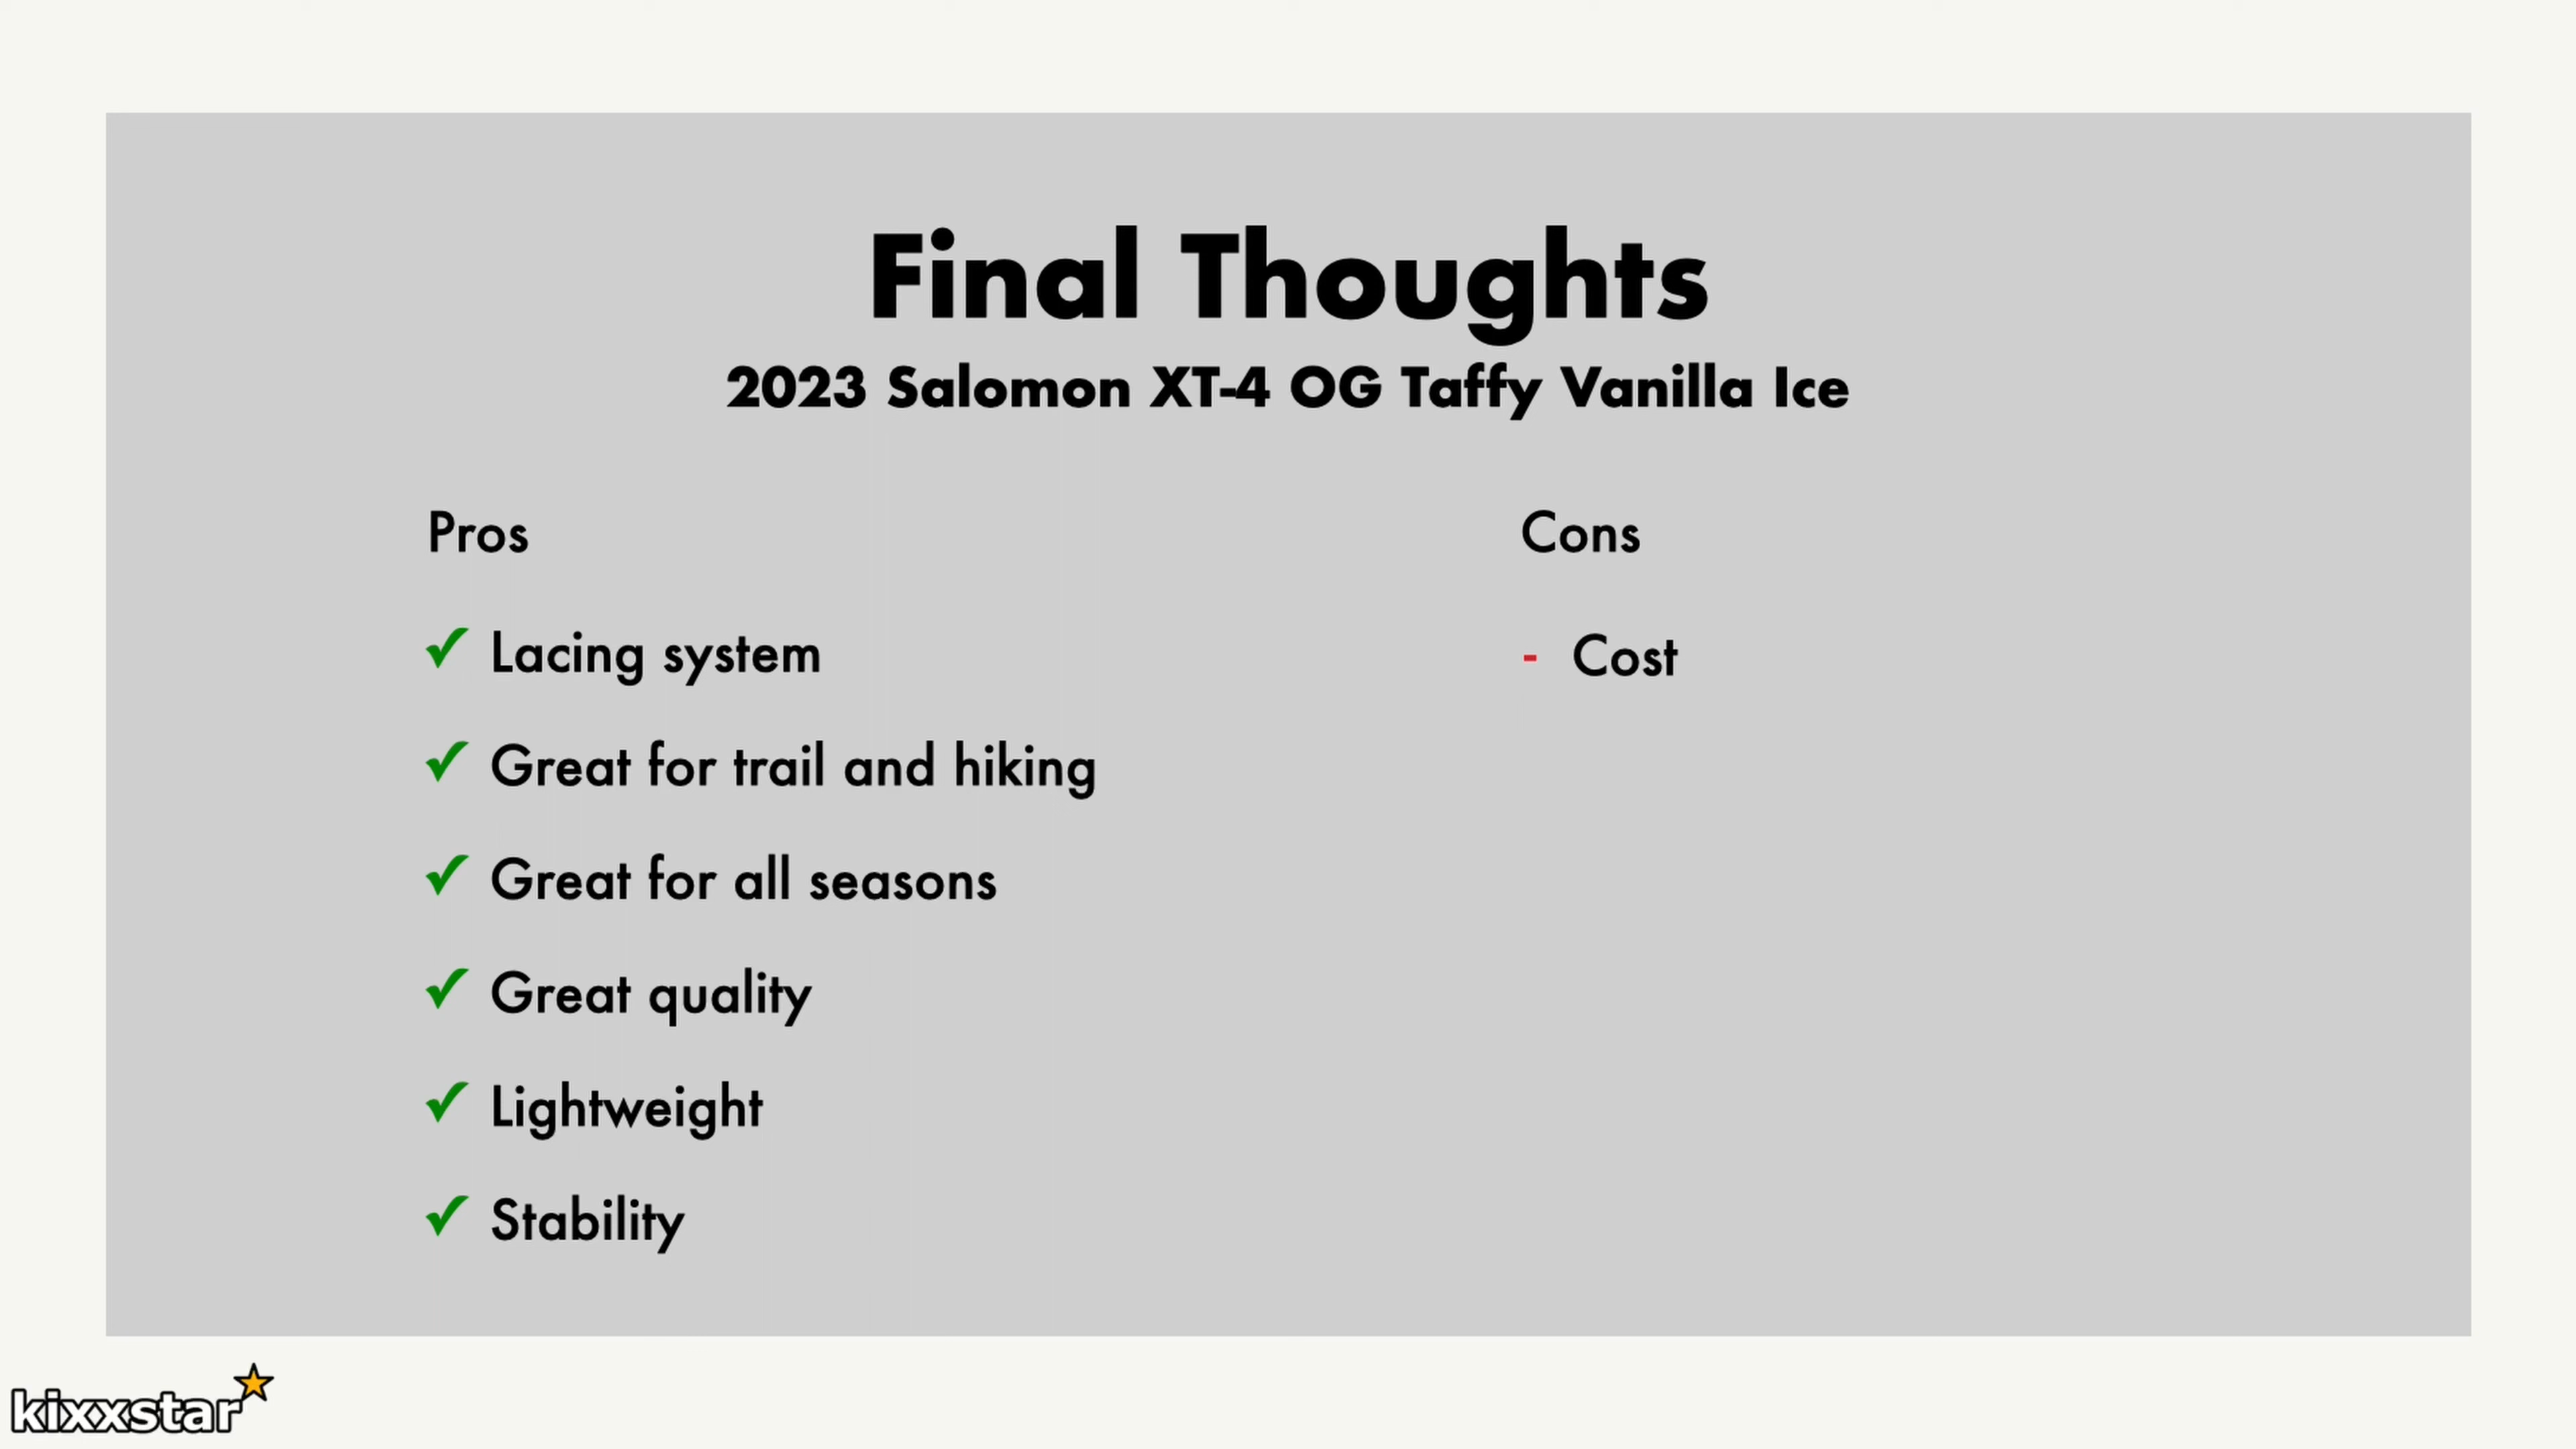 Final Thoughts
2023 Salomon XT-4 OG Taffy Vanilla Ice
Pros
✓ Lacing system
✓ Great for trail and hiking
✓ Great for all seasons
✓ Great quality
✓ Lightweight
✓ Stability
Cons
- Cost
kixxstar